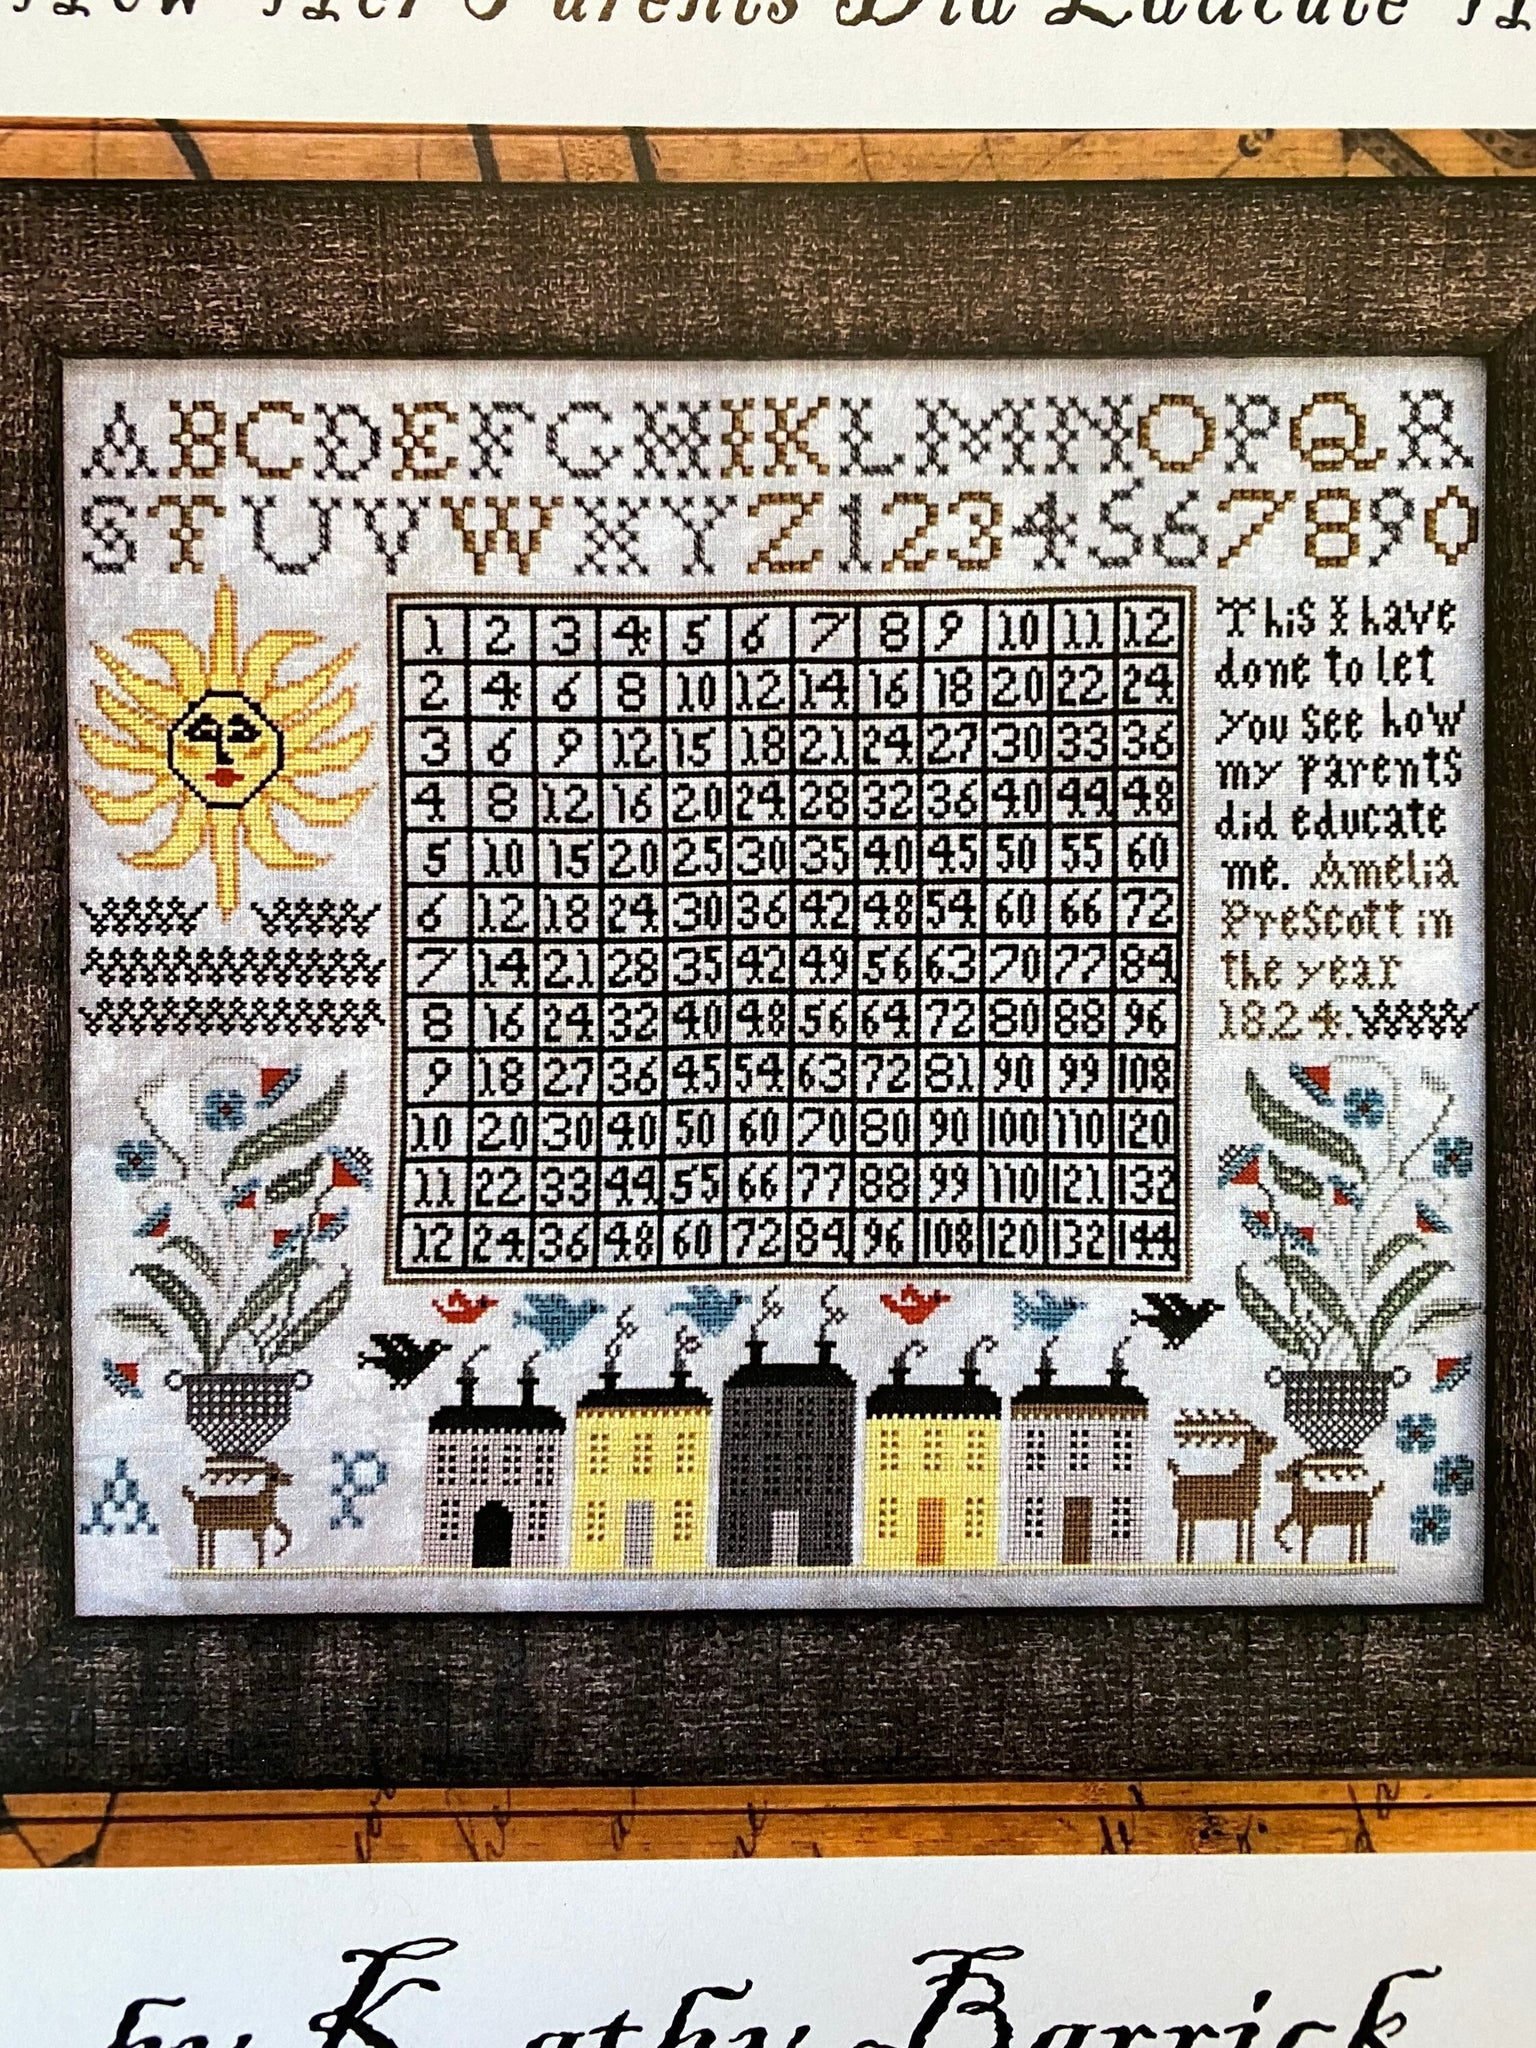 How Her Parents Did Educate
ABCDEFGHIKLMNOPQR
STUVWXYZ1234567890
1 2 3 4 5 6 7 8 9 10 11 12
2 4 6 8 10 12 14 16 18 20 22 24
3 6 9 12 15 18 21 24 27 30 33 36
4 8 12 16 20 24 28 32 36 40 44 48
5 10 15 20 25 30 35 40 45 50 55 60
6 12 18 24 30 36 42 48 54 60 66 72
7 14 21 28 35 42 49 56 63 70 77 84
8 16 24 32 40 48 56 64 72 80 88 96
9 18 27 36 45 54 63 72 81 90 99 108
10 20 30 40 50 60 70 80 90 100 110 120
11 22 33 44 55 66 77 88 99 110 121 132
12 24 36 48 60 72 84 96 108 120 132 144
This I have
done to let
you see how
my parents
did educate
me. Amelia
Prescott in
the year
1824.
A P
by Kathy Barrick